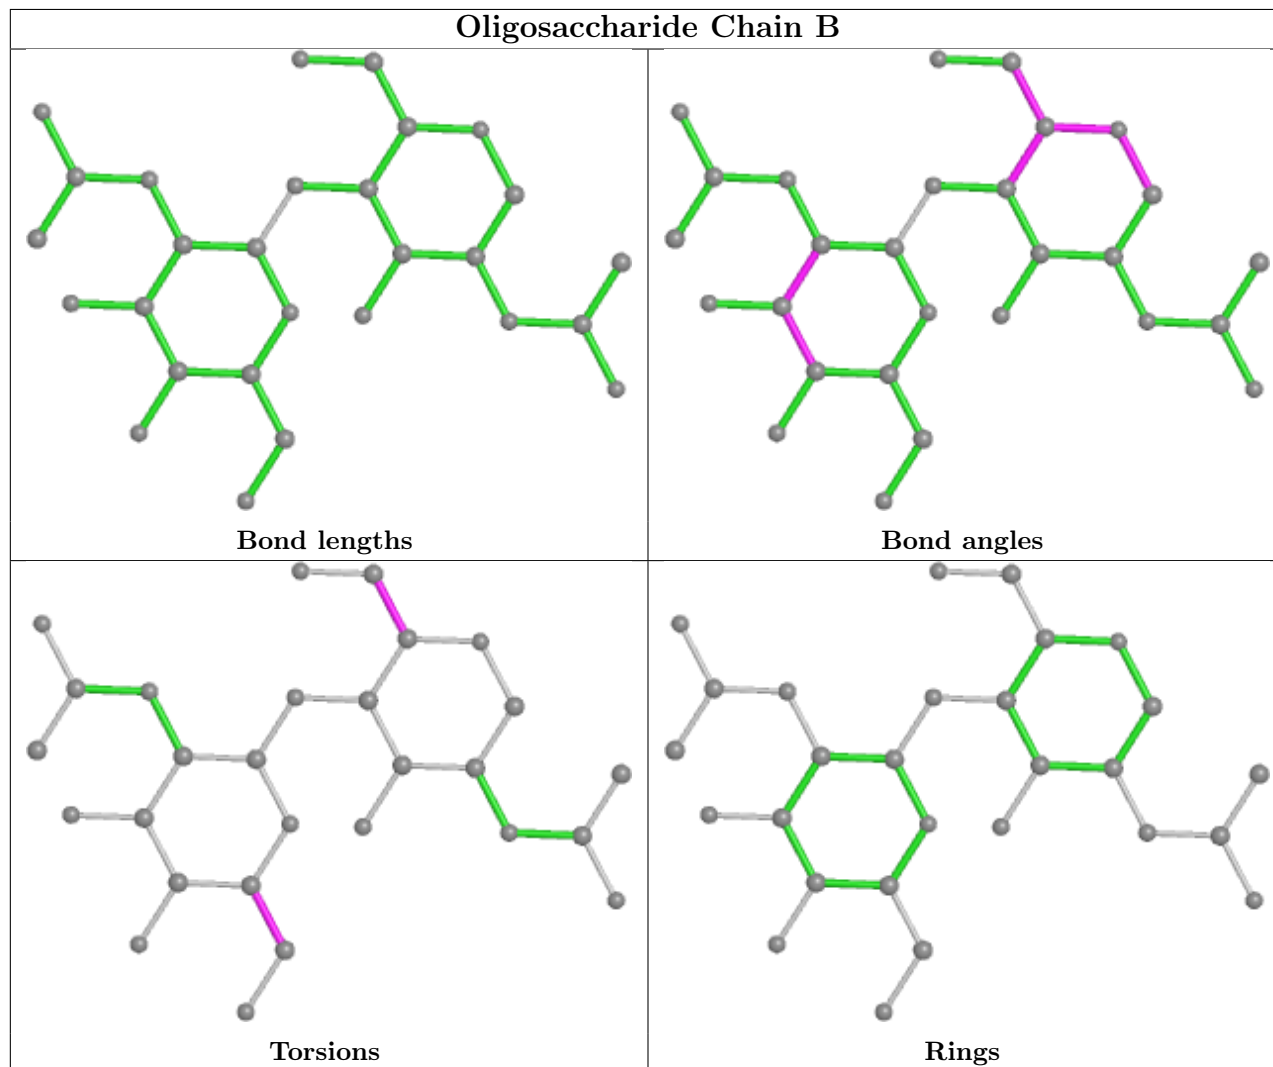 Oligosaccharide Chain B
Bond lengths
Bond angles
Torsions
Rings